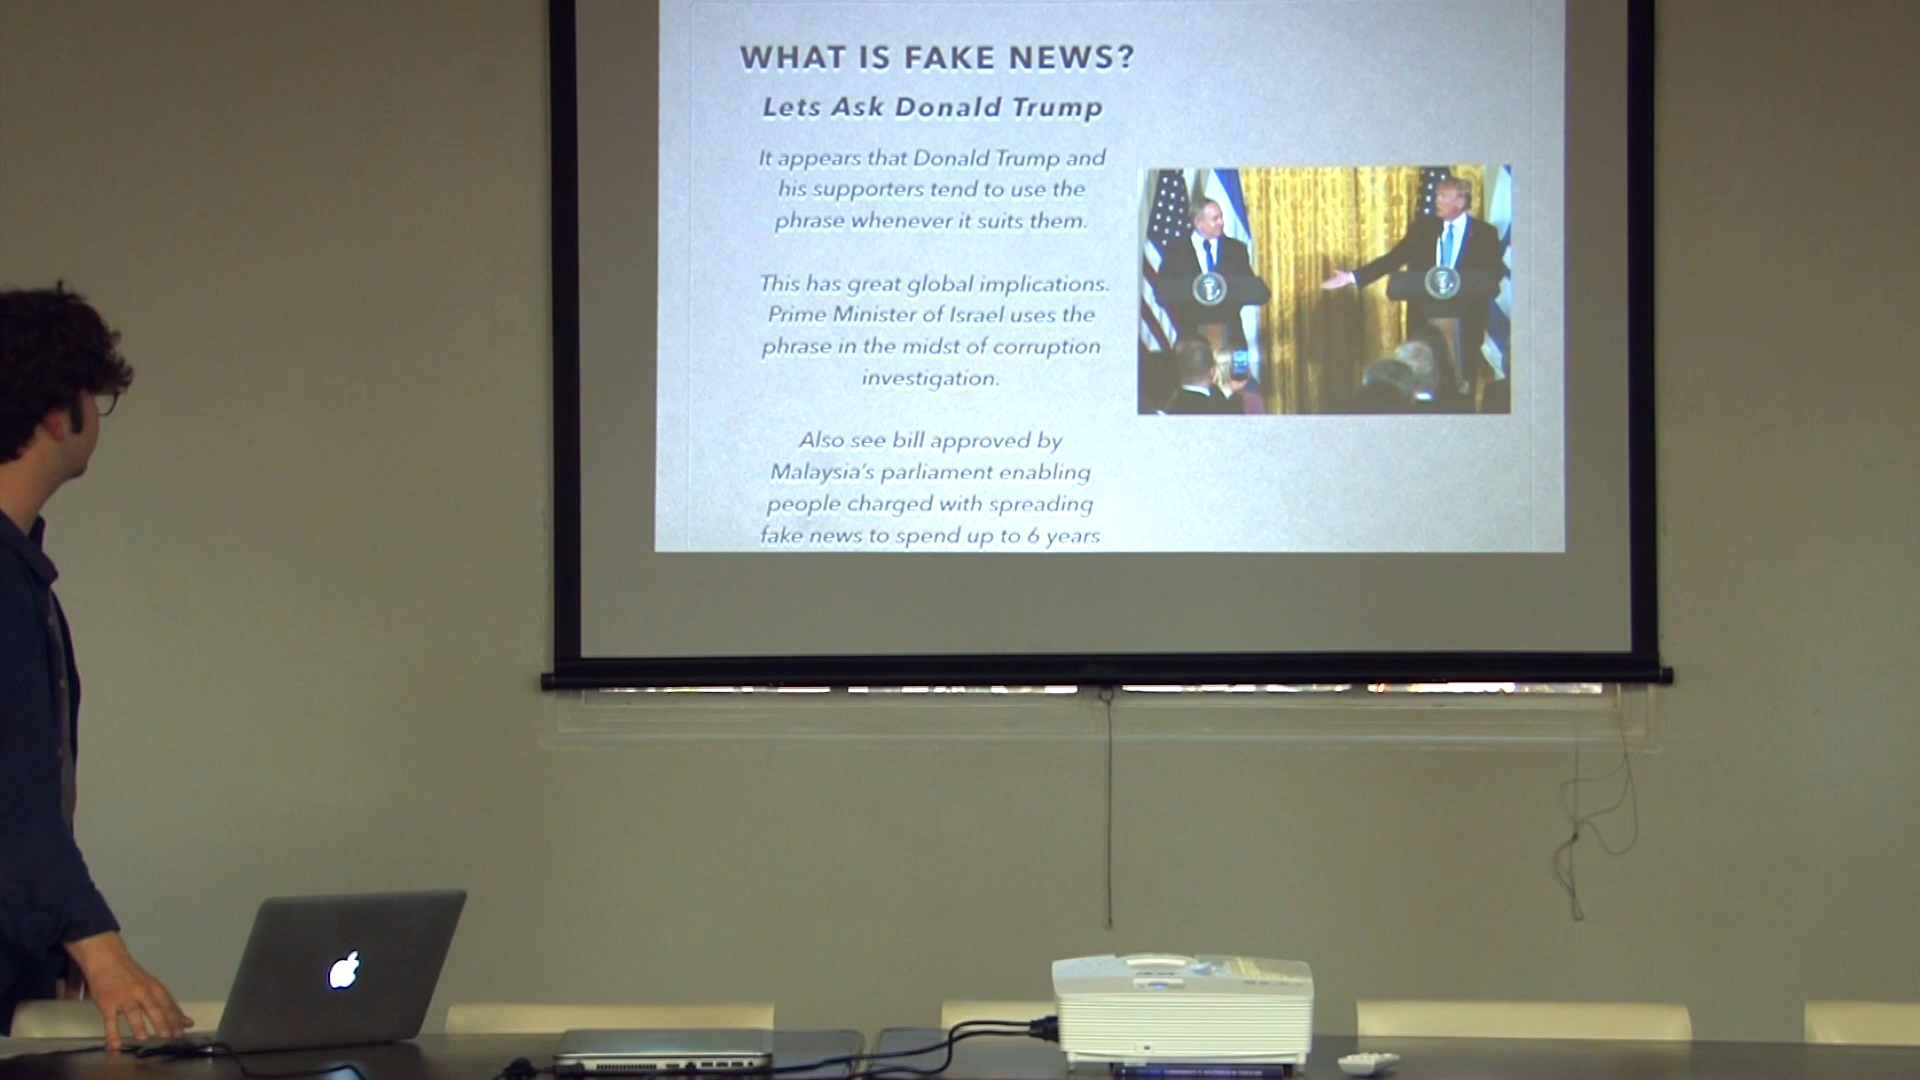 WHAT IS FAKE NEWS?
Lets Ask Donald Trump
It appears that Donald Trump and
his supporters tend to use the
phrase whenever it suits them.
This has great global implications.
Prime Minister of Israel uses the
phrase in the midst of corruption
investigation.
Also see bill approved by
Malaysia's parliament enabling
people charged with spreading
fake news to spend up to 6 years